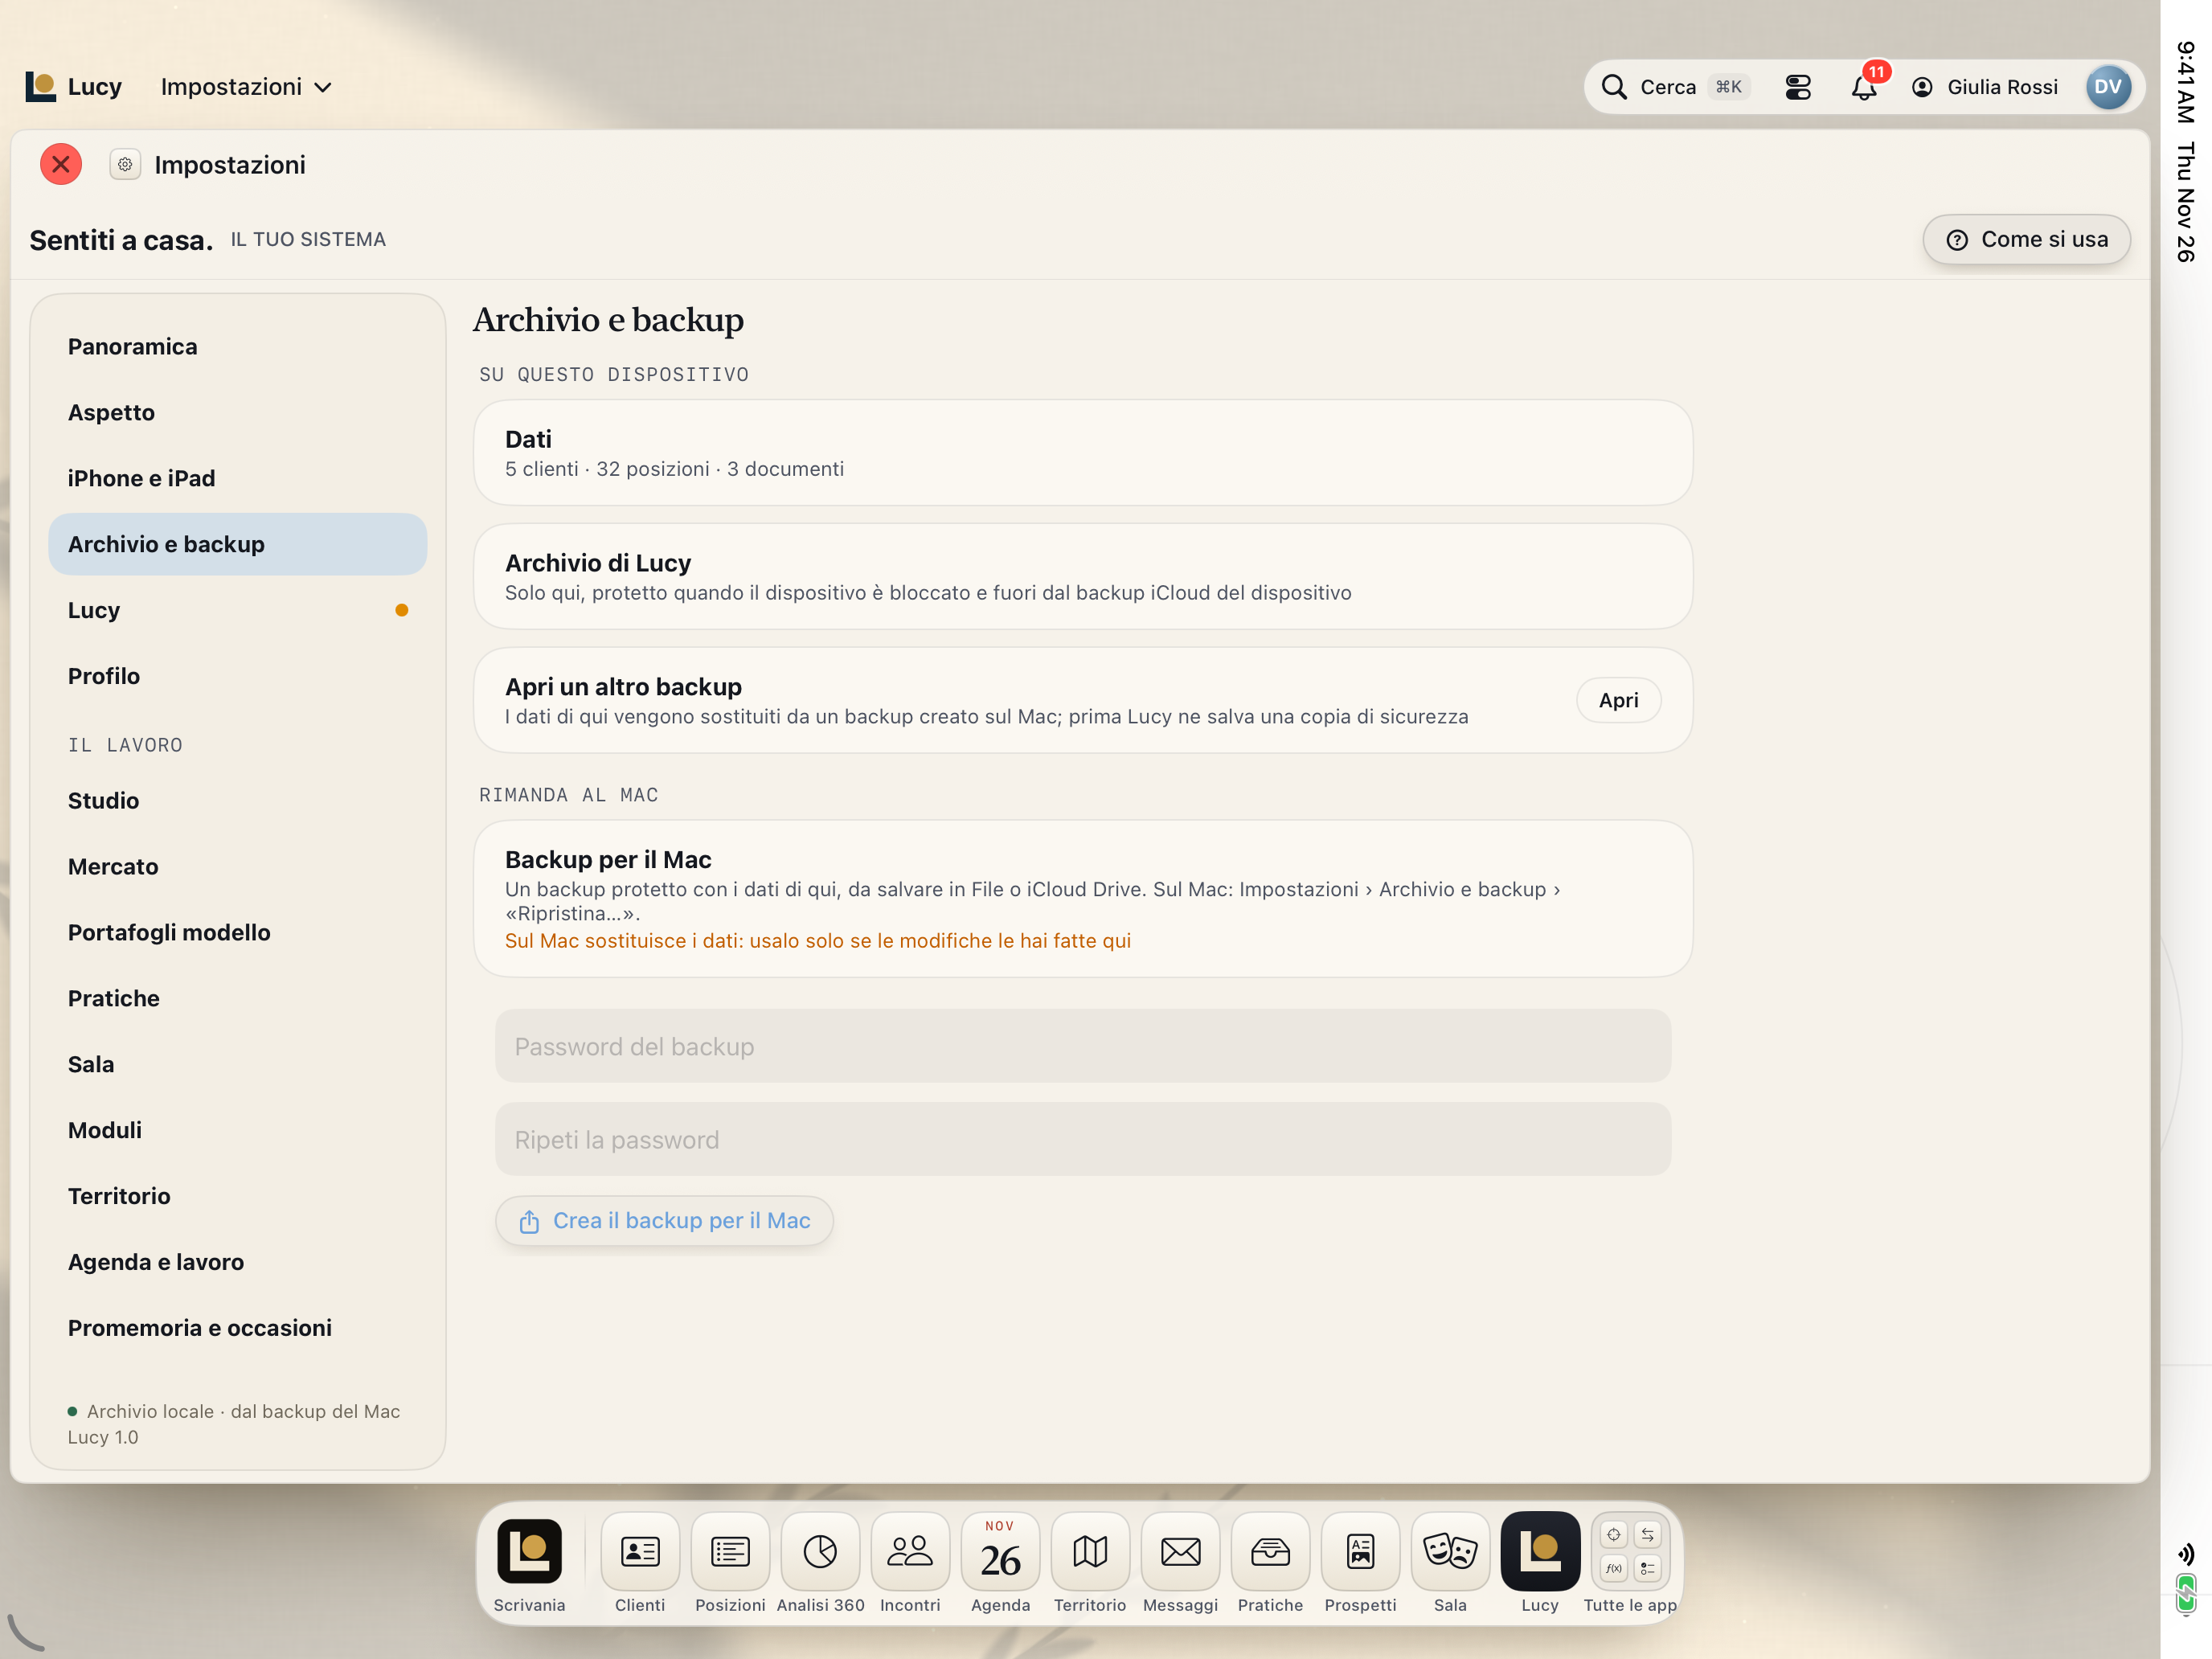 Lucy
Impostazioni
Cerca ⌘K
11
Giulia Rossi
DV
9:41 AM Thu Nov 26
Impostazioni
Sentiti a casa. IL TUO SISTEMA
Come si usa
Panoramica
Aspetto
iPhone e iPad
Archivio e backup
Lucy
Profilo
IL LAVORO
Studio
Mercato
Portafogli modello
Pratiche
Sala
Moduli
Territorio
Agenda e lavoro
Promemoria e occasioni
Archivio locale · dal backup del Mac
Lucy 1.0
Archivio e backup
SU QUESTO DISPOSITIVO
Dati
5 clienti · 32 posizioni · 3 documenti
Archivio di Lucy
Solo qui, protetto quando il dispositivo è bloccato e fuori dal backup iCloud del dispositivo
Apri un altro backup
I dati di qui vengono sostituiti da un backup creato sul Mac; prima Lucy ne salva una copia di sicurezza
Apri
RIMANDA AL MAC
Backup per il Mac
Un backup protetto con i dati di qui, da salvare in File o iCloud Drive. Sul Mac: Impostazioni › Archivio e backup ›
«Ripristina…».
Sul Mac sostituisce i dati: usalo solo se le modifiche le hai fatte qui
Password del backup
Ripeti la password
Crea il backup per il Mac
NOV
26
f(x)
Scrivania
Clienti
Posizioni
Analisi 360
Incontri
Agenda
Territorio
Messaggi
Pratiche
Prospetti
Sala
Lucy
Tutte le app